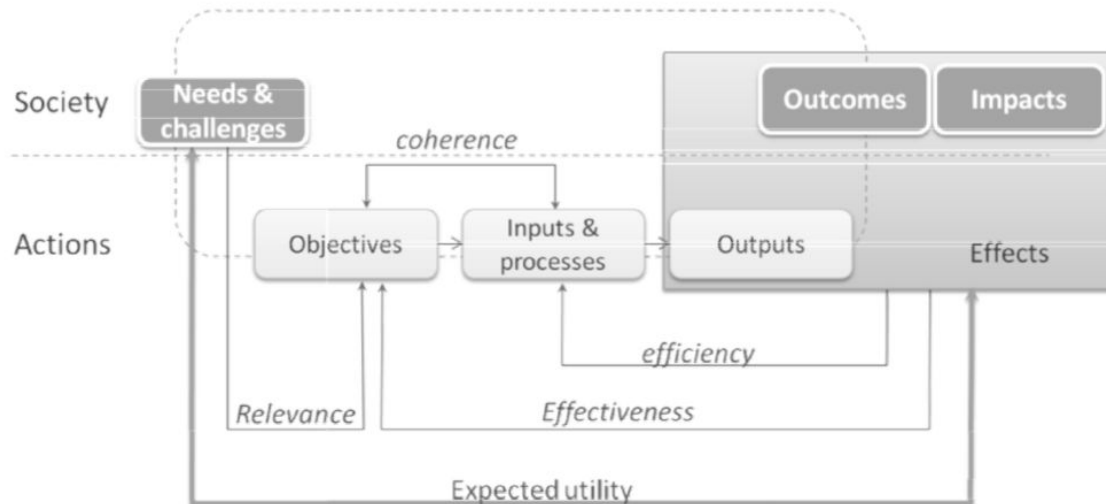 Society
Needs &
challenges
Outcomes
Impacts
coherence
Actions
Objectives
Inputs &
processes
Outputs
Effects
efficiency
Relevance
Effectiveness
Expected utility